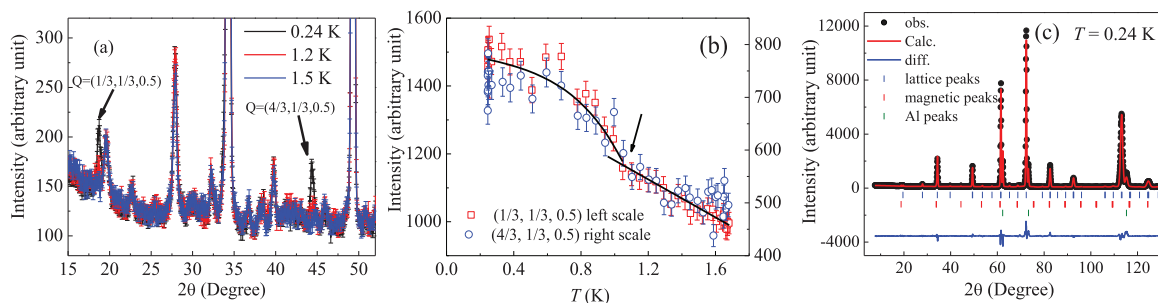 (a)
0.24 K
1.2 K
1.5 K
Q=(1/3,1/3,0.5)
Q=(4/3,1/3,0.5)
300
250
200
150
100
Intensity (arbitrary unit)
15 20 25 30 35 40 45 50
2θ (Degree)
(b)
1600
1400
1200
1000
Intensity (arbitrary unit)
800
700
600
500
400
(1/3, 1/3, 0.5) left scale
(4/3, 1/3, 0.5) right scale
0.0 0.4 0.8 1.2 1.6
T (K)
(c)
T = 0.24 K
obs.
Calc.
diff.
lattice peaks
magnetic peaks
Al peaks
12000
8000
4000
0
-4000
Intensity (arbitrary unit)
20 40 60 80 100 120
2θ (Degree)